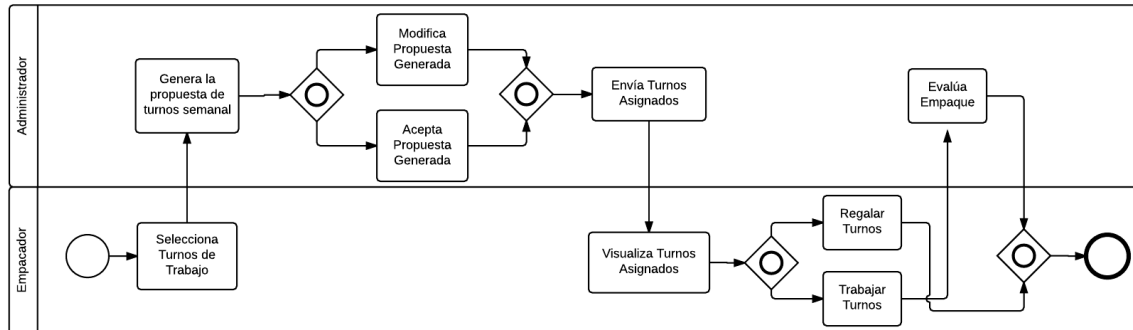 Administrador
Genera la
propuesta de
turnos semanal
Modifica
Propuesta
Generada
Acepta
Propuesta
Generada
Envía Turnos
Asignados
Evalúa
Empaque
Empacador
Selecciona
Turnos de
Trabajo
Visualiza Turnos
Asignados
Regalar
Turnos
Trabajar
Turnos